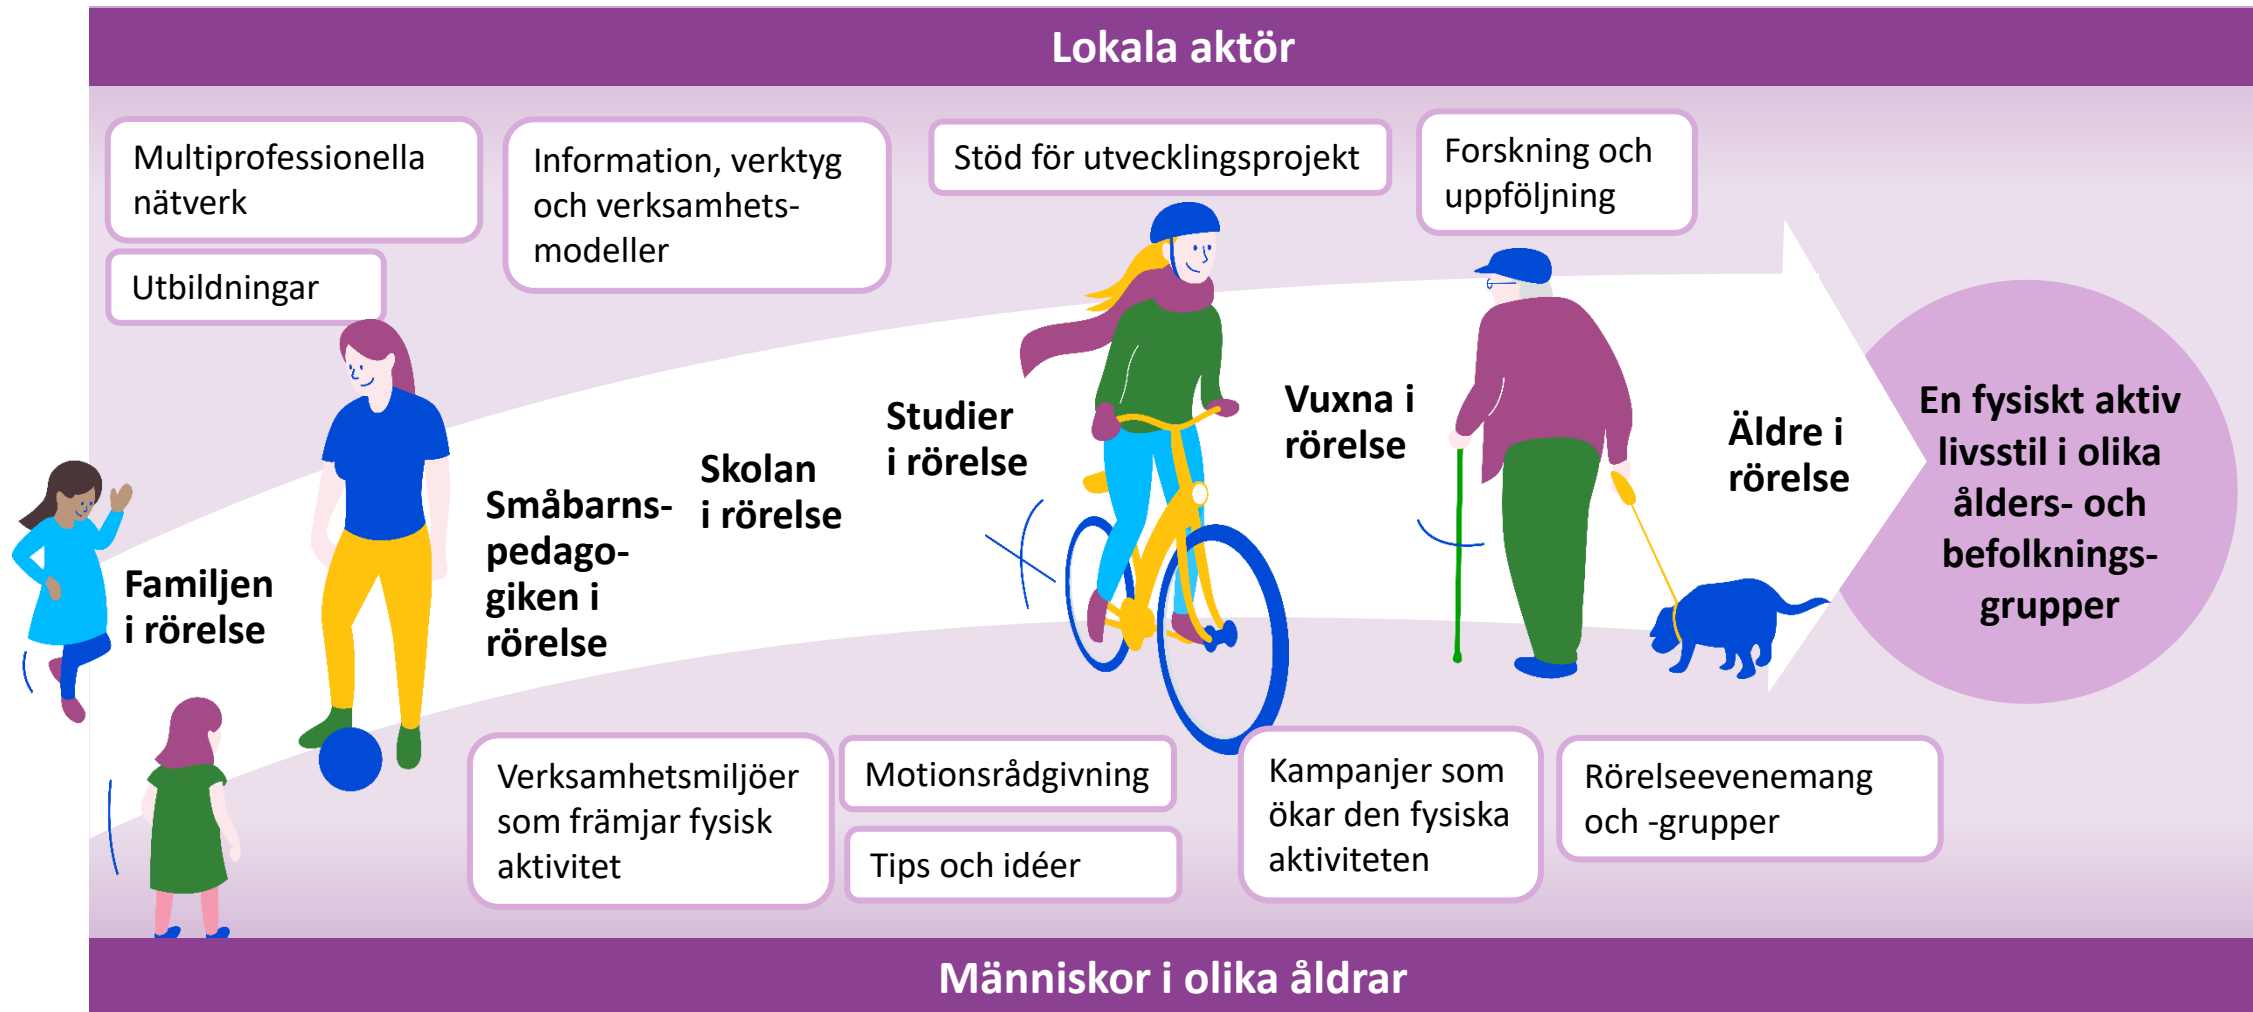 Lokala aktör
Multiprofessionella
nätverk
Utbildningar
Information, verktyg
och verksamhets-
modeller
Stöd för utvecklingsprojekt
Forskning och
uppföljning
Familjen
i rörelse
Småbarns-
pedago-
giken i
rörelse
Skolan
i rörelse
Studier
i rörelse
Vuxna i
rörelse
Äldre i
rörelse
En fysiskt aktiv
livsstil i olika
ålders- och
befolknings-
grupper
Verksamhetsmiljöer
som främjar fysisk
aktivitet
Motionsrådgivning
Tips och idéer
Kampanjer som
ökar den fysiska
aktiviteten
Rörelseevenemang
och -grupper
Människor i olika åldrar